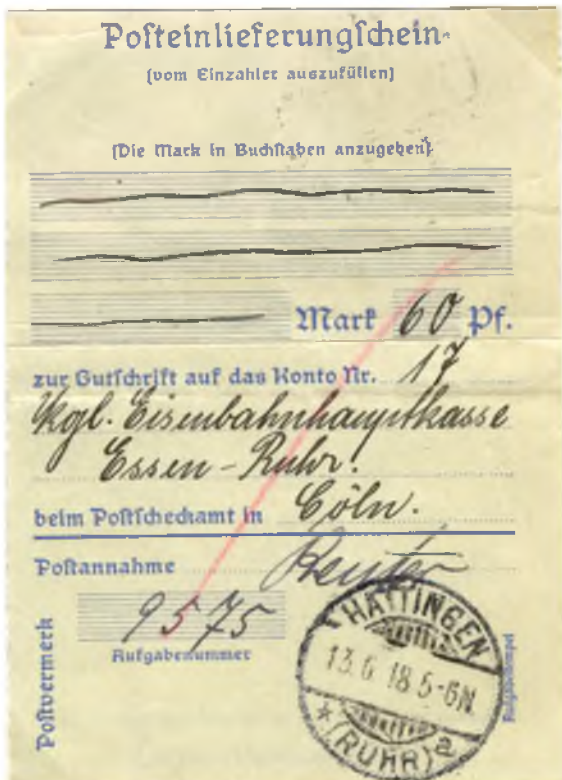 Posteinlieferungschein
(vom Einzahler auszufüllen)
(Die Mark in Buchstaben anzugeben)
Mark 60 Pf.
zur Gutschrift auf das Konto Nr. 17
Kgl. Eisenbahnhauptkasse
Essen-Ruhr.
beim Postscheckamt in Cöln.
Postannahme
9575
Aufgabenummer
Postvermerk
HATTINGEN
13.6.18.5-6N.
* (RUHR) a
Aufgabestempel